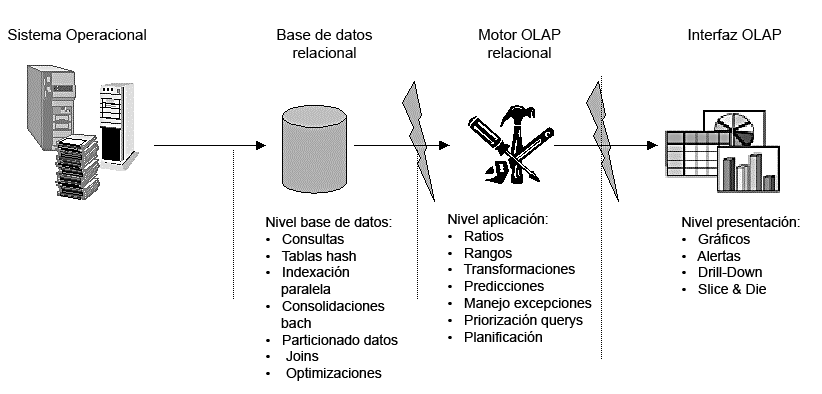 Sistema Operacional
Base de datos
relacional
Motor OLAP
relacional
Interfaz OLAP
Nivel base de datos:
• Consultas
• Tablas hash
• Indexación
paralela
• Consolidaciones
bach
• Particionado datos
• Joins
• Optimizaciones
Nivel aplicación:
• Ratios
• Rangos
• Transformaciones
• Predicciones
• Manejo excepciones
• Priorización querys
• Planificación
Nivel presentación:
• Gráficos
• Alertas
• Drill-Down
• Slice & Die